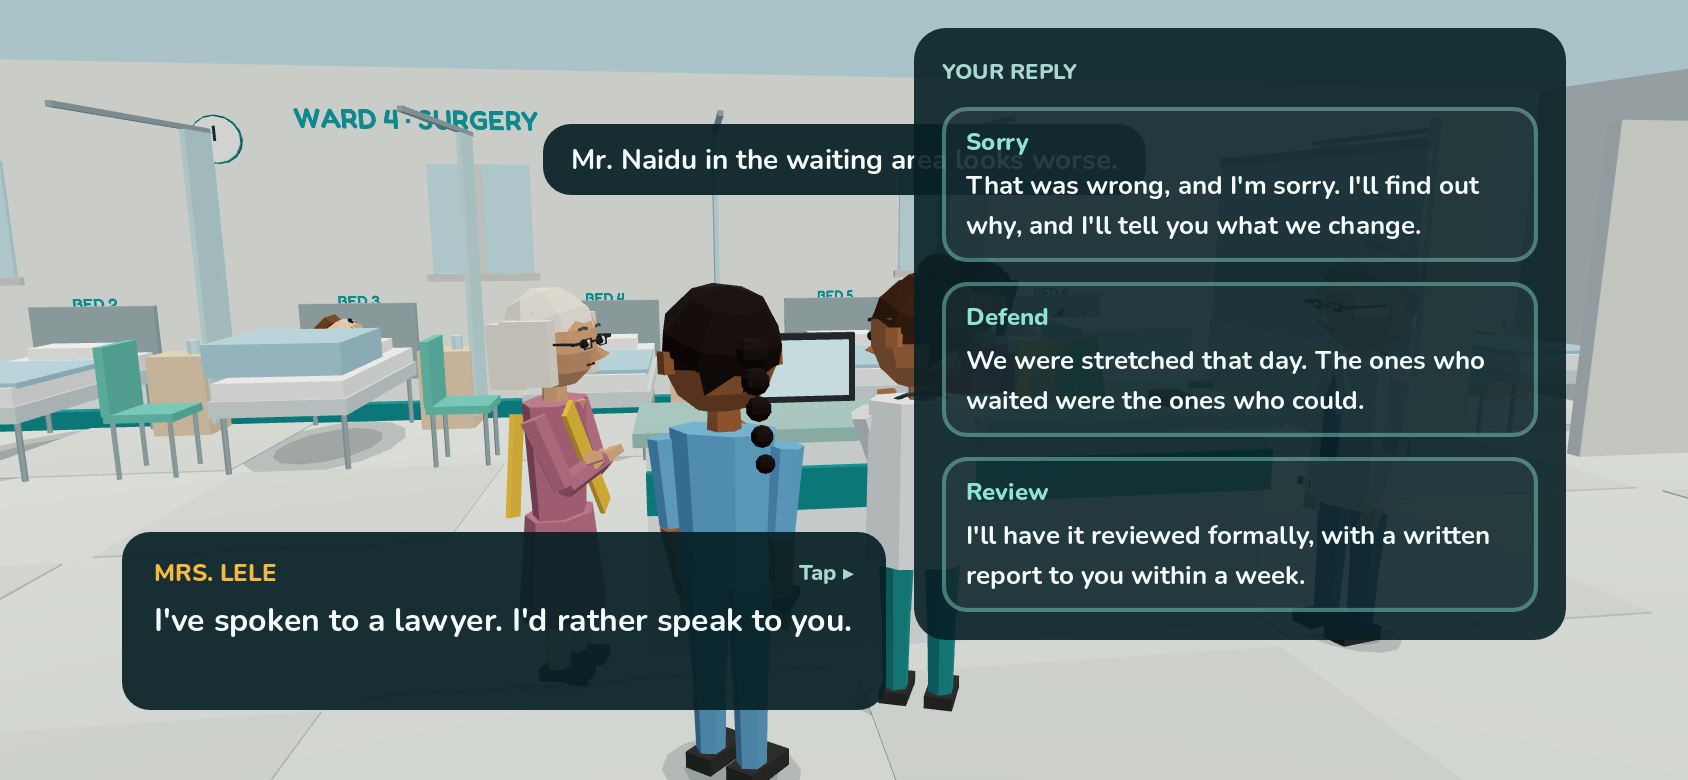 WARD 4 · SURGERY
Mr. Naidu in the waiting area looks worse.
BED 2
BED 3
BED 4
BED 5
BED 6
YOUR REPLY
Sorry
That was wrong, and I'm sorry. I'll find out
why, and I'll tell you what we change.
Defend
We were stretched that day. The ones who
waited were the ones who could.
Review
I'll have it reviewed formally, with a written
report to you within a week.
MRS. LELE
Tap ▸
I've spoken to a lawyer. I'd rather speak to you.